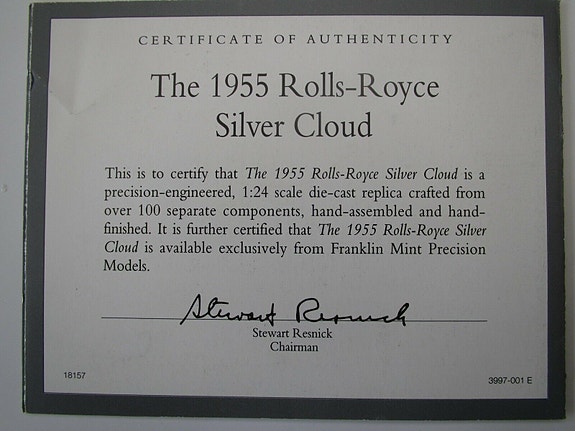 CERTIFICATE OF AUTHENTICITY
The 1955 Rolls-Royce
Silver Cloud
This is to certify that The 1955 Rolls-Royce Silver Cloud is a
precision-engineered, 1:24 scale die-cast replica crafted from
over 100 separate components, hand-assembled and hand-
finished. It is further certified that The 1955 Rolls-Royce Silver
Cloud is available exclusively from Franklin Mint Precision
Models.
Stewart Resnick
Stewart Resnick
Chairman
18157
3997-001 E